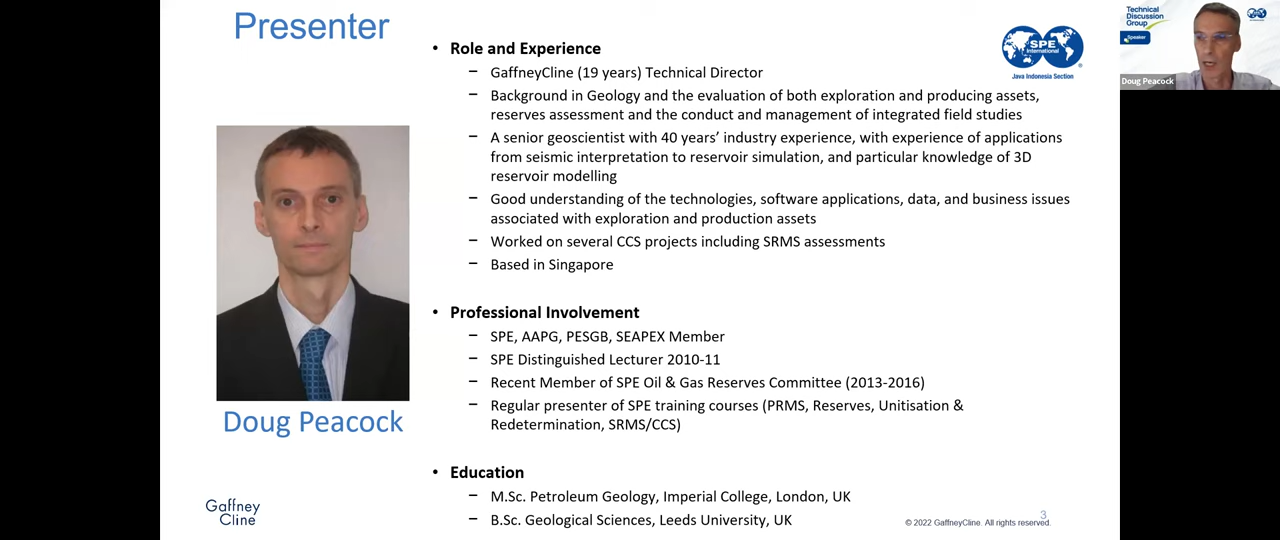 Presenter
• Role and Experience
– GaffneyCline (19 years) Technical Director
– Background in Geology and the evaluation of both exploration and producing assets,
reserves assessment and the conduct and management of integrated field studies
– A senior geoscientist with 40 years’ industry experience, with experience of applications
from seismic interpretation to reservoir simulation, and particular knowledge of 3D
reservoir modelling
– Good understanding of the technologies, software applications, data, and business issues
associated with exploration and production assets
– Worked on several CCS projects including SRMS assessments
– Based in Singapore
• Professional Involvement
– SPE, AAPG, PESGB, SEAPEX Member
– SPE Distinguished Lecturer 2010-11
– Recent Member of SPE Oil & Gas Reserves Committee (2013-2016)
– Regular presenter of SPE training courses (PRMS, Reserves, Unitisation &
Redetermination, SRMS/CCS)
• Education
– M.Sc. Petroleum Geology, Imperial College, London, UK
– B.Sc. Geological Sciences, Leeds University, UK
Doug Peacock
Gaffney
Cline
3
© 2022 GaffneyCline. All rights reserved.
SPE
International
®
Java Indonesia Section
Technical
Discussion
Group
Speaker
Doug Peacock